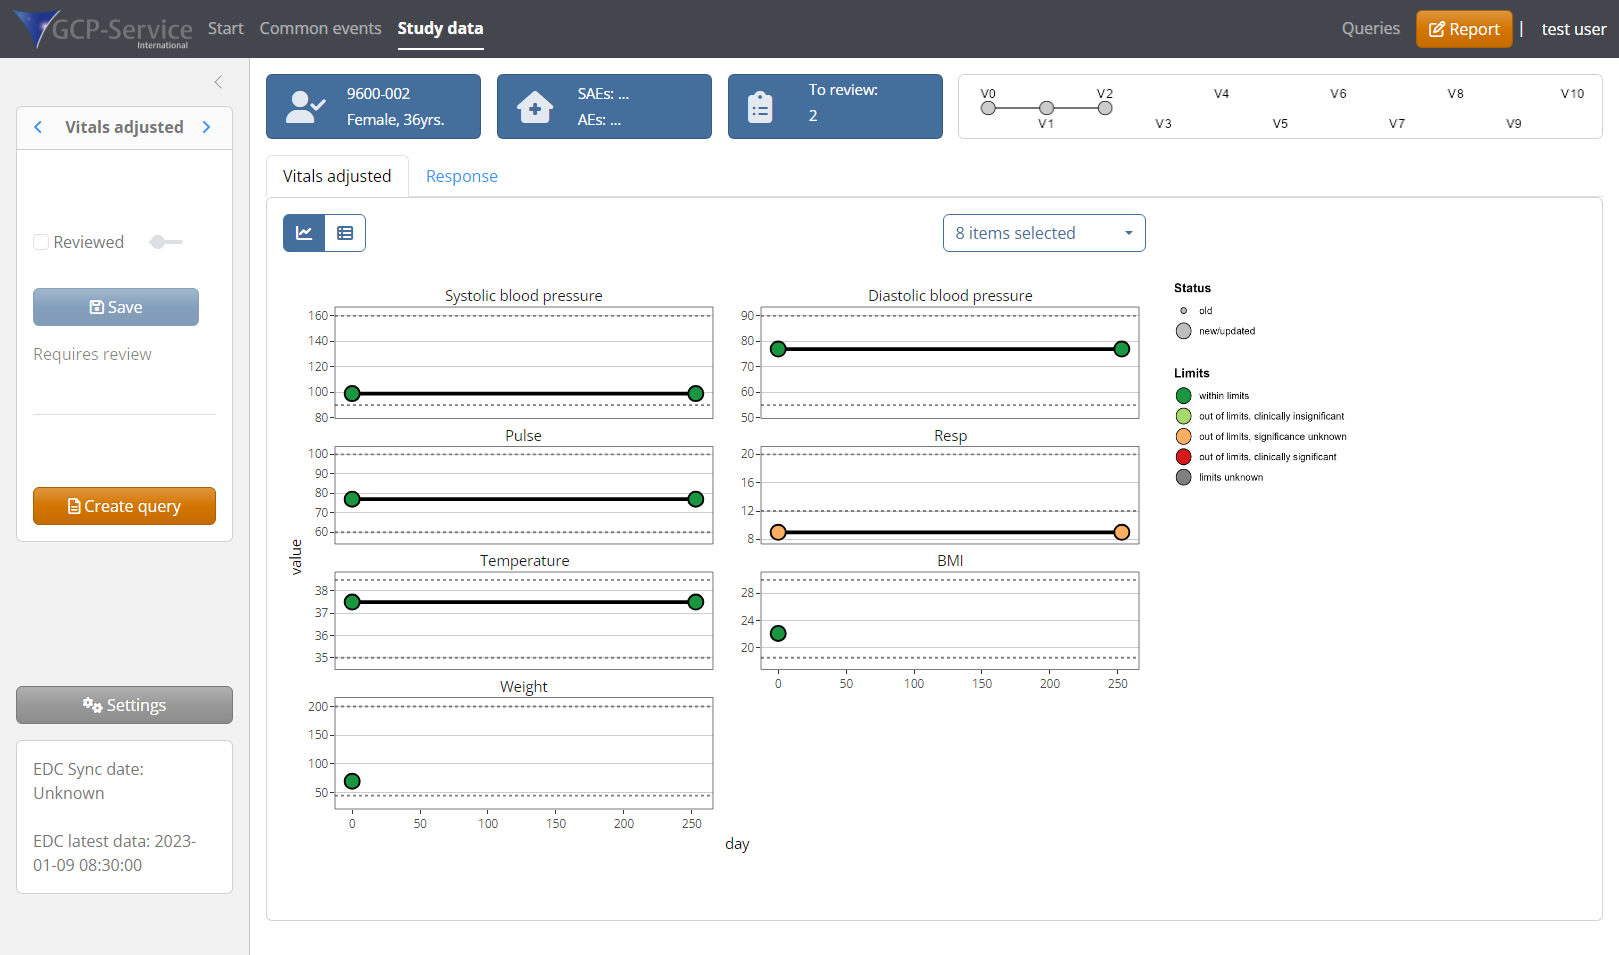 GCP-Service
International
Start
Common events
Study data
Queries
Report
|
test user
Vitals adjusted
Reviewed
Save
Requires review
Create query
Settings
EDC Sync date:
Unknown
EDC latest data: 2023-
01-09 08:30:00
9600-002
Female, 36yrs.
SAEs: ...
AEs: ...
To review:
2
V0
V2
V4
V6
V8
V10
V1
V3
V5
V7
V9
Vitals adjusted
Response
8 items selected
Systolic blood pressure
160
140
120
100
80
Diastolic blood pressure
90
80
70
60
50
Pulse
100
90
80
70
60
Resp
20
16
12
8
Temperature
38
37
36
35
BMI
28
24
20
0 50 100 150 200 250
Weight
200
150
100
50
0 50 100 150 200 250
value
day
Status
old
new/updated
Limits
within limits
out of limits, clinically insignificant
out of limits, significance unknown
out of limits, clinically significant
limits unknown